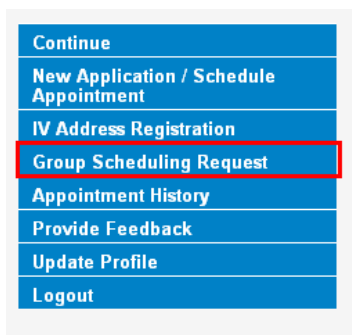 Continue
New Application / Schedule
Appointment
IV Address Registration
Group Scheduling Request
Appointment History
Provide Feedback
Update Profile
Logout